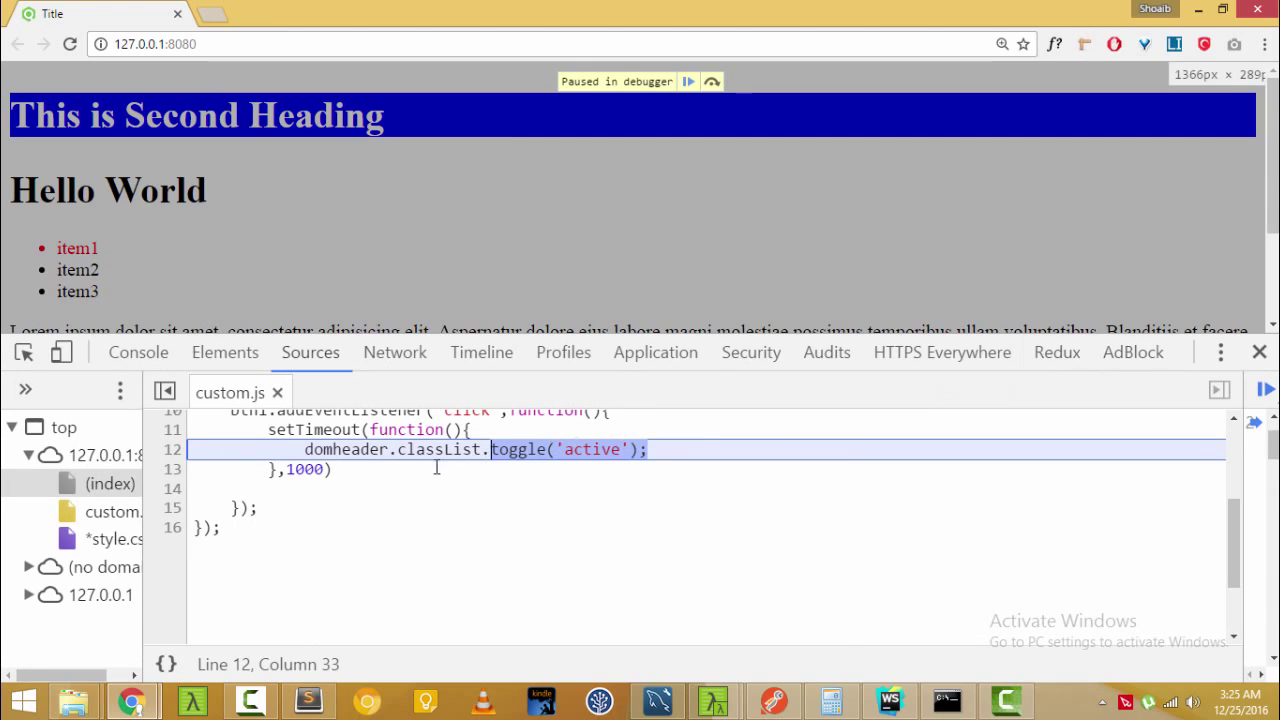 Title
Shoaib
127.0.0.1:8080
f?
LI
Paused in debugger
1366px × 289p
This is Second Heading
Hello World
• item1
• item2
• item3
Lorem ipsum dolor sit amet, consectetur adipisicing elit. Aspernatur dolore eius labore magni molestiae possimus temporibus ullam voluptatibus. Blanditiis et facere
Console
Elements
Sources
Network
Timeline
Profiles
Application
Security
Audits
HTTPS Everywhere
Redux
AdBlock
custom.js
top
127.0.0.1:8
(index)
custom.
*style.cs
(no doma
127.0.0.1
10 btn1.addEventListener('click',function(){
11 setTimeout(function(){
12 domheader.classList.toggle('active');
13 },1000)
14
15 });
16 });
Activate Windows
Go to PC settings to activate Windows.
{} Line 12, Column 33
kindle
WS
3:25 AM
12/25/2016